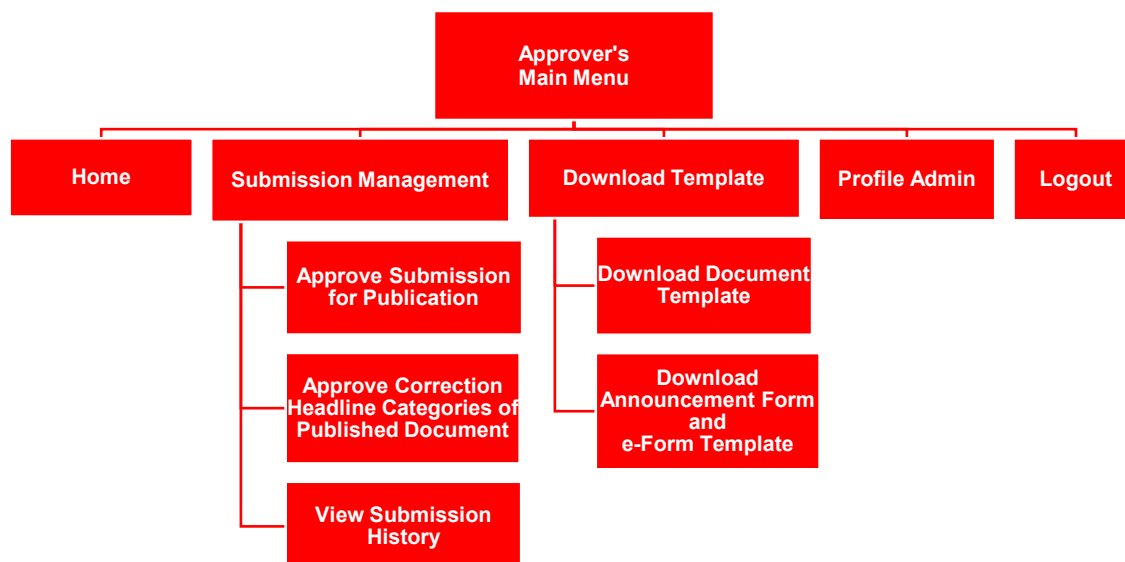 Approver's
Main Menu
Home
Submission Management
Download Template
Profile Admin
Logout
Approve Submission
for Publication
Approve Correction
Headline Categories of
Published Document
View Submission
History
Download Document
Template
Download
Announcement Form
and
e-Form Template